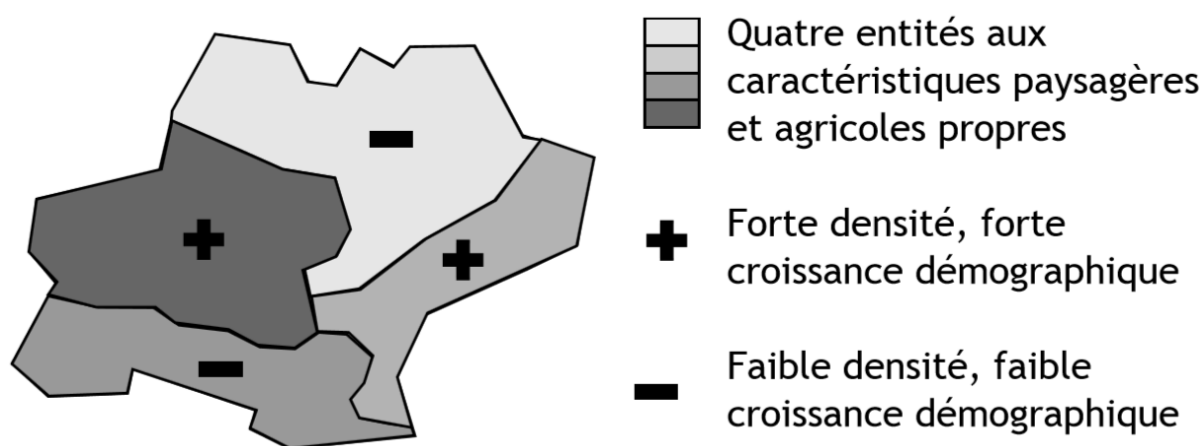 Quatre entités aux
caractéristiques paysagères
et agricoles propres
Forte densité, forte
croissance démographique
Faible densité, faible
croissance démographique